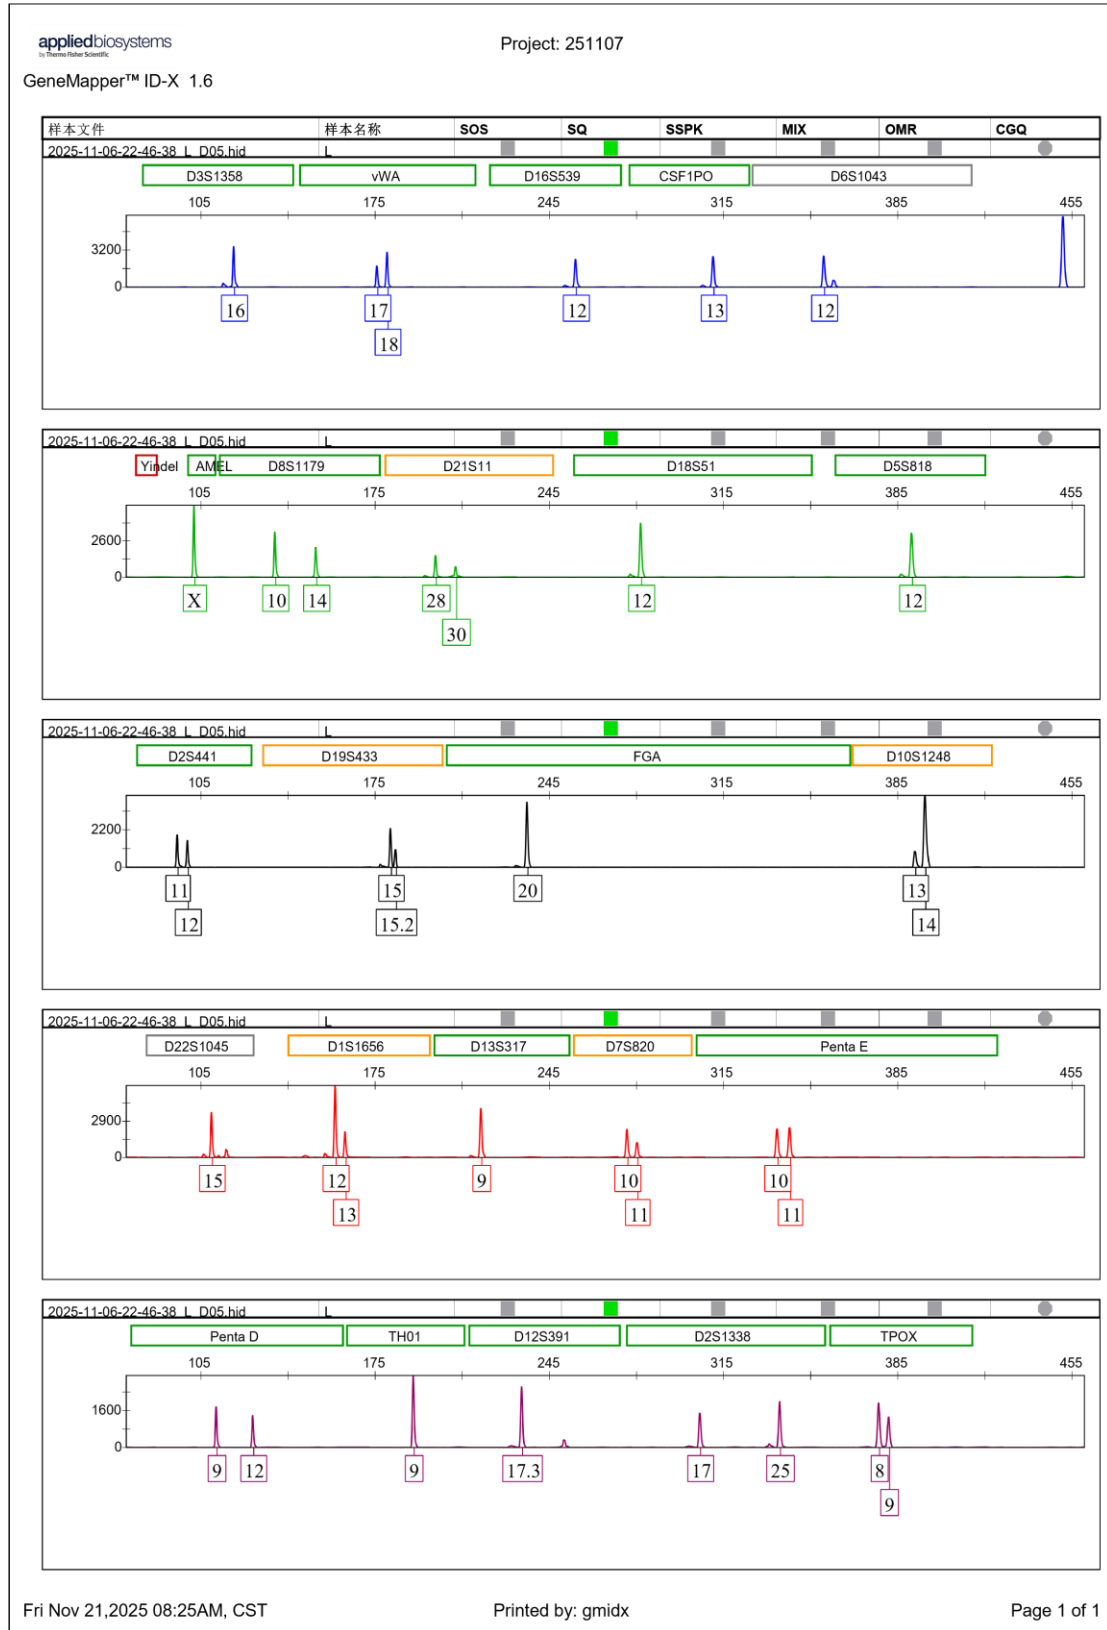 appliedbiosystems
by Thermo Fisher Scientific
Project: 251107
GeneMapper™ ID-X 1.6
样本文件 样本名称 SOS SQ SSPK MIX OMR CGQ
2025-11-06-22-46-38_L_D05.hid L
D3S1358 vWA D16S539 CSF1PO D6S1043
105 175 245 315 385 455
3200
0
16 17 12 13 12
18
2025-11-06-22-46-38_L_D05.hid L
Yindel AMEL D8S1179 D21S11 D18S51 D5S818
105 175 245 315 385 455
2600
0
X 10 14 28 12 12
30
2025-11-06-22-46-38_L_D05.hid L
D2S441 D19S433 FGA D10S1248
105 175 245 315 385 455
2200
0
11 15 20 13
12 15.2 14
2025-11-06-22-46-38_L_D05.hid L
D22S1045 D1S1656 D13S317 D7S820 Penta E
105 175 245 315 385 455
2900
0
15 12 9 10 10
13 11 11
2025-11-06-22-46-38_L_D05.hid L
Penta D TH01 D12S391 D2S1338 TPOX
105 175 245 315 385 455
1600
0
9 12 9 17.3 17 25 8
9
Fri Nov 21,2025 08:25AM, CST Printed by: gmidx Page 1 of 1